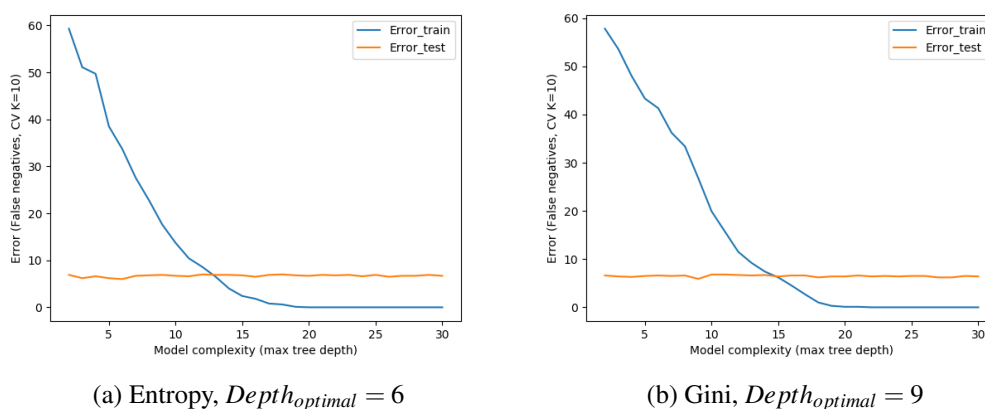 Error_train
Error_test
60
50
40
30
20
10
0
5 10 15 20 25 30
Error (False negatives, CV K=10)
Model complexity (max tree depth)
(a) Entropy, Depth_optimal = 6
Error_train
Error_test
60
50
40
30
20
10
0
5 10 15 20 25 30
Error (False negatives, CV K=10)
Model complexity (max tree depth)
(b) Gini, Depth_optimal = 9